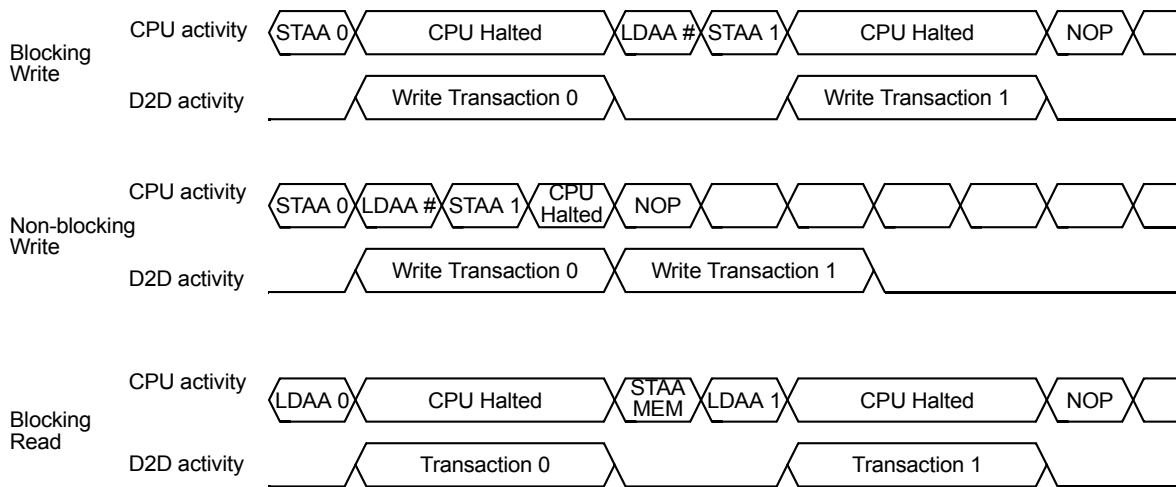 CPU activity STAA 0 CPU Halted LDAA # STAA 1 CPU Halted NOP
Blocking
Write
D2D activity Write Transaction 0 Write Transaction 1
CPU activity STAA 0 LDAA # STAA 1 CPU
Halted NOP
Non-blocking
Write
D2D activity Write Transaction 0 Write Transaction 1
CPU activity LDAA 0 CPU Halted STAA
MEM LDAA 1 CPU Halted NOP
Blocking
Read
D2D activity Transaction 0 Transaction 1